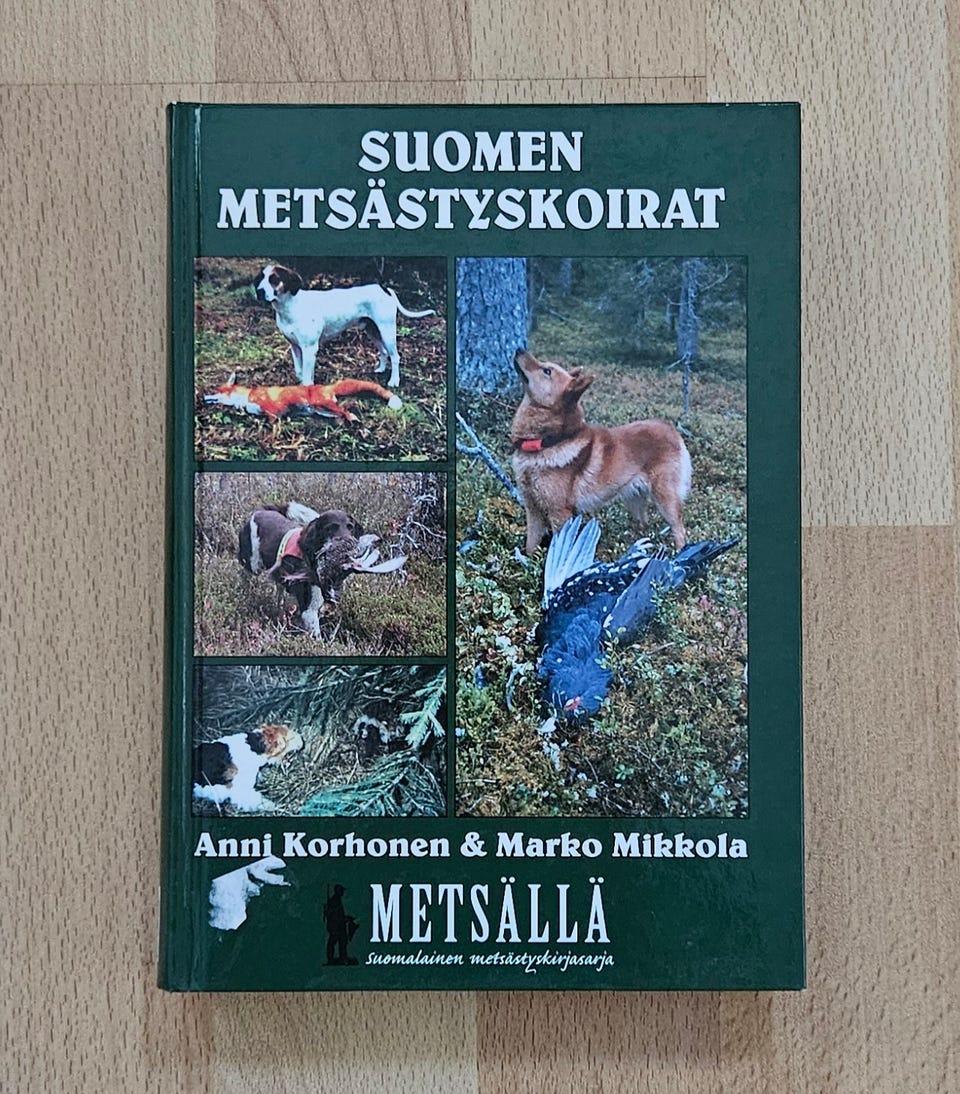 SUOMEN
METSÄSTYSKOIRAT
Anni Korhonen & Marko Mikkola
METSÄLLÄ
Suomalainen metsästyskirjasarja